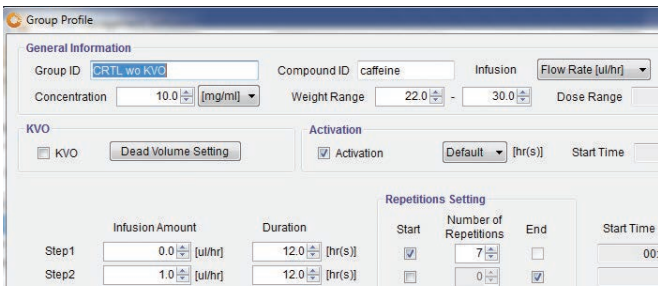 Group Profile
General Information
Group ID CRTL wo KVO Compound ID caffeine Infusion Flow Rate [ul/hr]
Concentration 10.0 [mg/ml] Weight Range 22.0 - 30.0 Dose Range
KVO Activation
KVO Dead Volume Setting Activation Default [hr(s)] Start Time
Repetitions Setting
Infusion Amount Duration Start Number of Repetitions End Start Time
Step1 0.0 [ul/hr] 12.0 [hr(s)] 7 00:
Step2 1.0 [ul/hr] 12.0 [hr(s)] 0